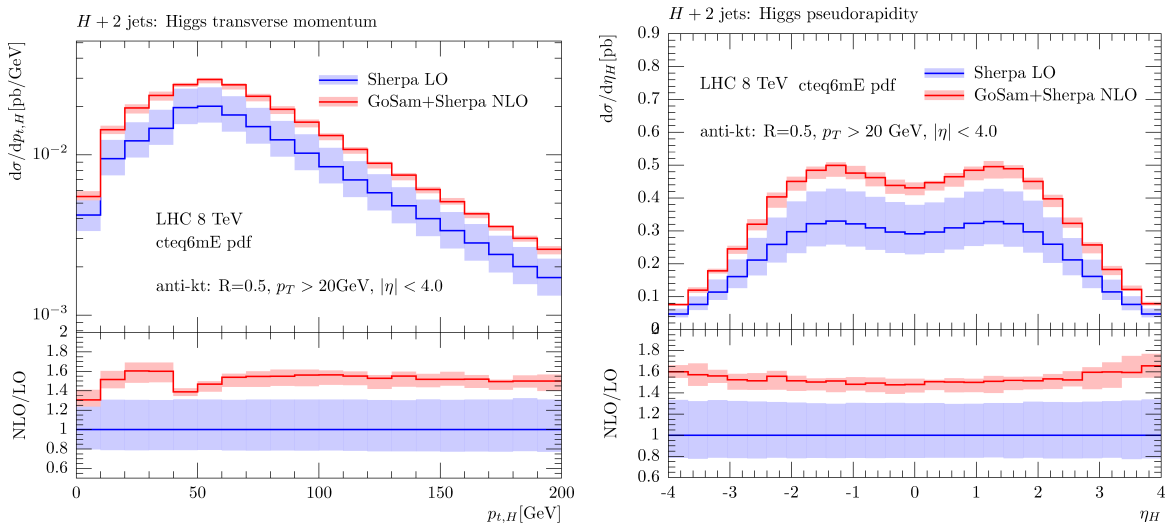 H + 2 jets: Higgs transverse momentum
dσ/dp_{t,H}[pb/GeV]
10^{−2}
10^{−3}
Sherpa LO
GoSam+Sherpa NLO
LHC 8 TeV
cteq6mE pdf
anti-kt: R=0.5, p_T > 20GeV, |η| < 4.0
NLO/LO
2
1.8
1.6
1.4
1.2
1
0.8
0.6
0 50 100 150 200
p_{t,H}[GeV]
H + 2 jets: Higgs pseudorapidity
dσ/dη_H[pb]
0.9
0.8
0.7
0.6
0.5
0.4
0.3
0.2
0.1
0
Sherpa LO
GoSam+Sherpa NLO
LHC 8 TeV cteq6mE pdf
anti-kt: R=0.5, p_T > 20 GeV, |η| < 4.0
NLO/LO
2
1.8
1.6
1.4
1.2
1
0.8
0.6
-4 -3 -2 -1 0 1 2 3 4
η_H